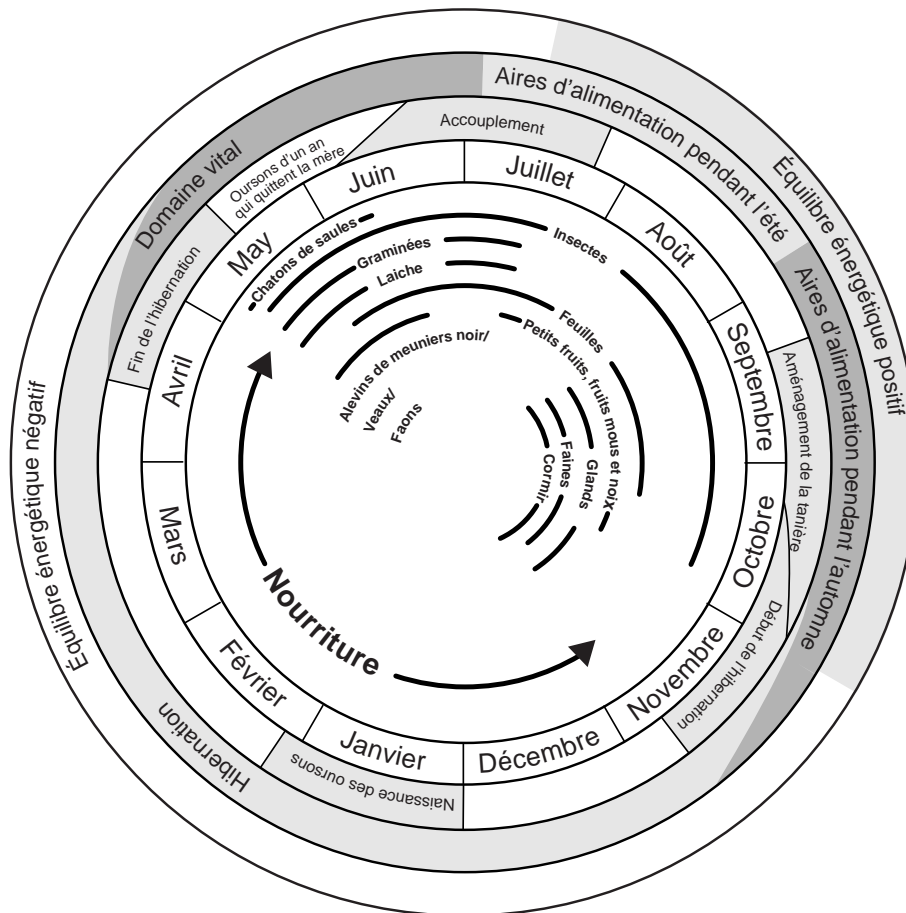 Équilibre énergétique positif
Équilibre énergétique négatif
Aires d'alimentation pendant l'été
Aires d'alimentation pendant l'automne
Hibernation
Domaine vital
Accouplement
Aménagement de la tanière
Début de l'hibernation
Naissance des oursons
Fin de l'hibernation
Oursons d'un an
qui quittent la mère
Janvier
Février
Mars
Avril
May
Juin
Juillet
Août
Septembre
Octobre
Novembre
Décembre
Chatons de saules
Insectes
Graminées
Laiche
Feuilles
Petits fruits, fruits mous et noix
Alevins de meuniers noir/
Veaux/
Faons
Glands
Faines
Cormir
Nourriture